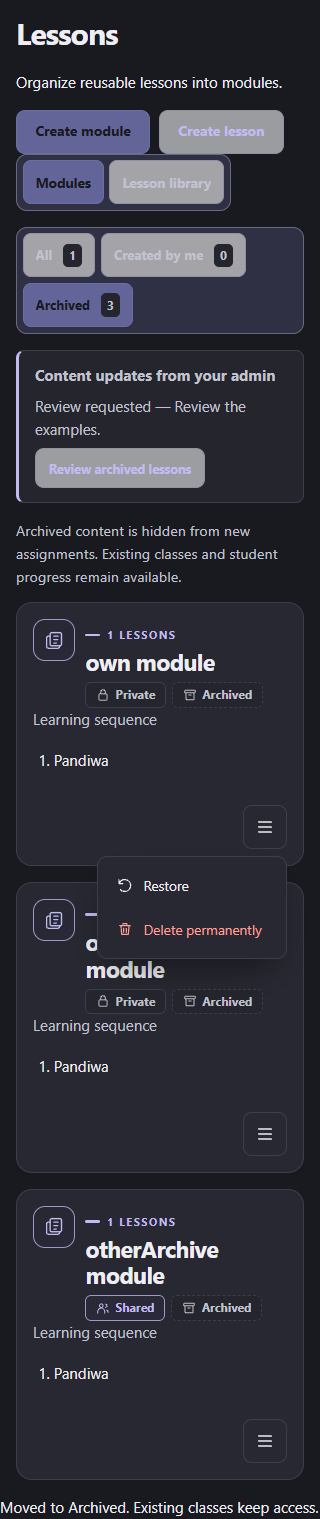 Lessons
Organize reusable lessons into modules.
Create module
Create lesson
Modules
Lesson library
All 1
Created by me 0
Archived 3
Content updates from your admin
Review requested — Review the
examples.
Review archived lessons
Archived content is hidden from new
assignments. Existing classes and student
progress remain available.
1 LESSONS
own module
Private
Archived
Learning sequence
1. Pandiwa
Restore
Delete permanently
module
Private
Archived
Learning sequence
1. Pandiwa
1 LESSONS
otherArchive
module
Shared
Archived
Learning sequence
1. Pandiwa
Moved to Archived. Existing classes keep access.